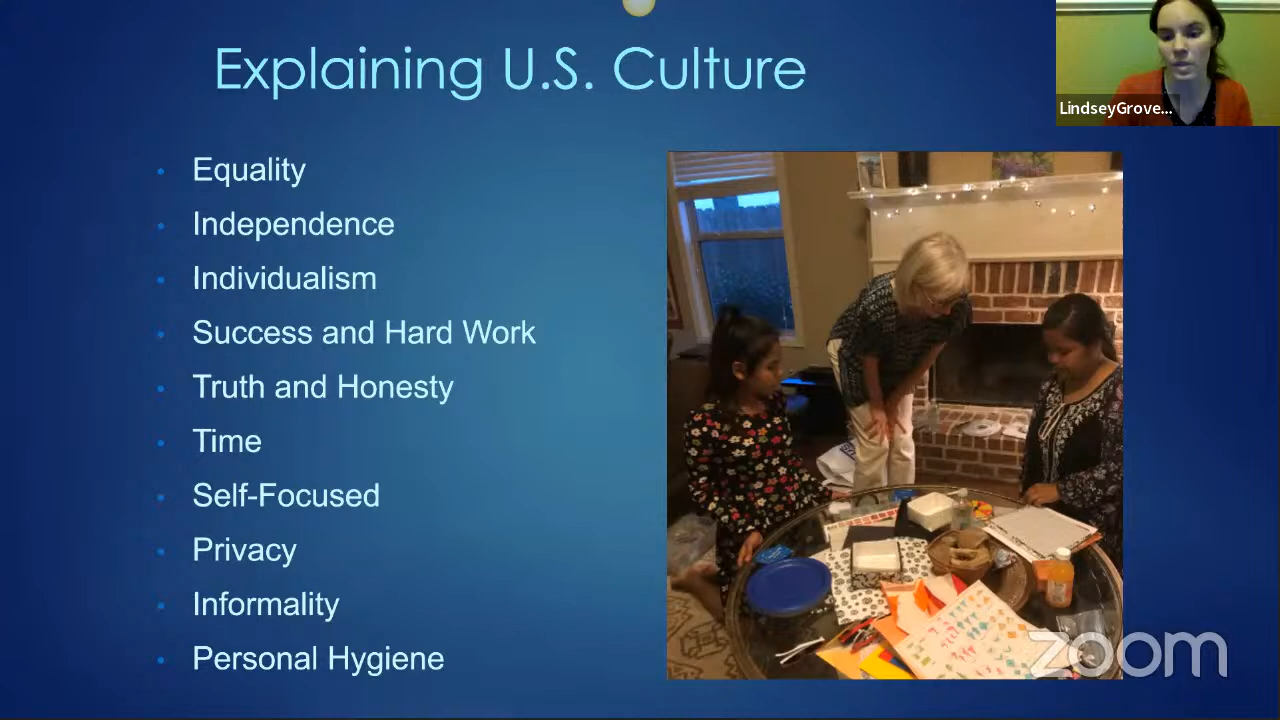 Explaining U.S. Culture
LindseyGrove...
Equality
Independence
Individualism
Success and Hard Work
Truth and Honesty
Time
Self-Focused
Privacy
Informality
Personal Hygiene
zoom